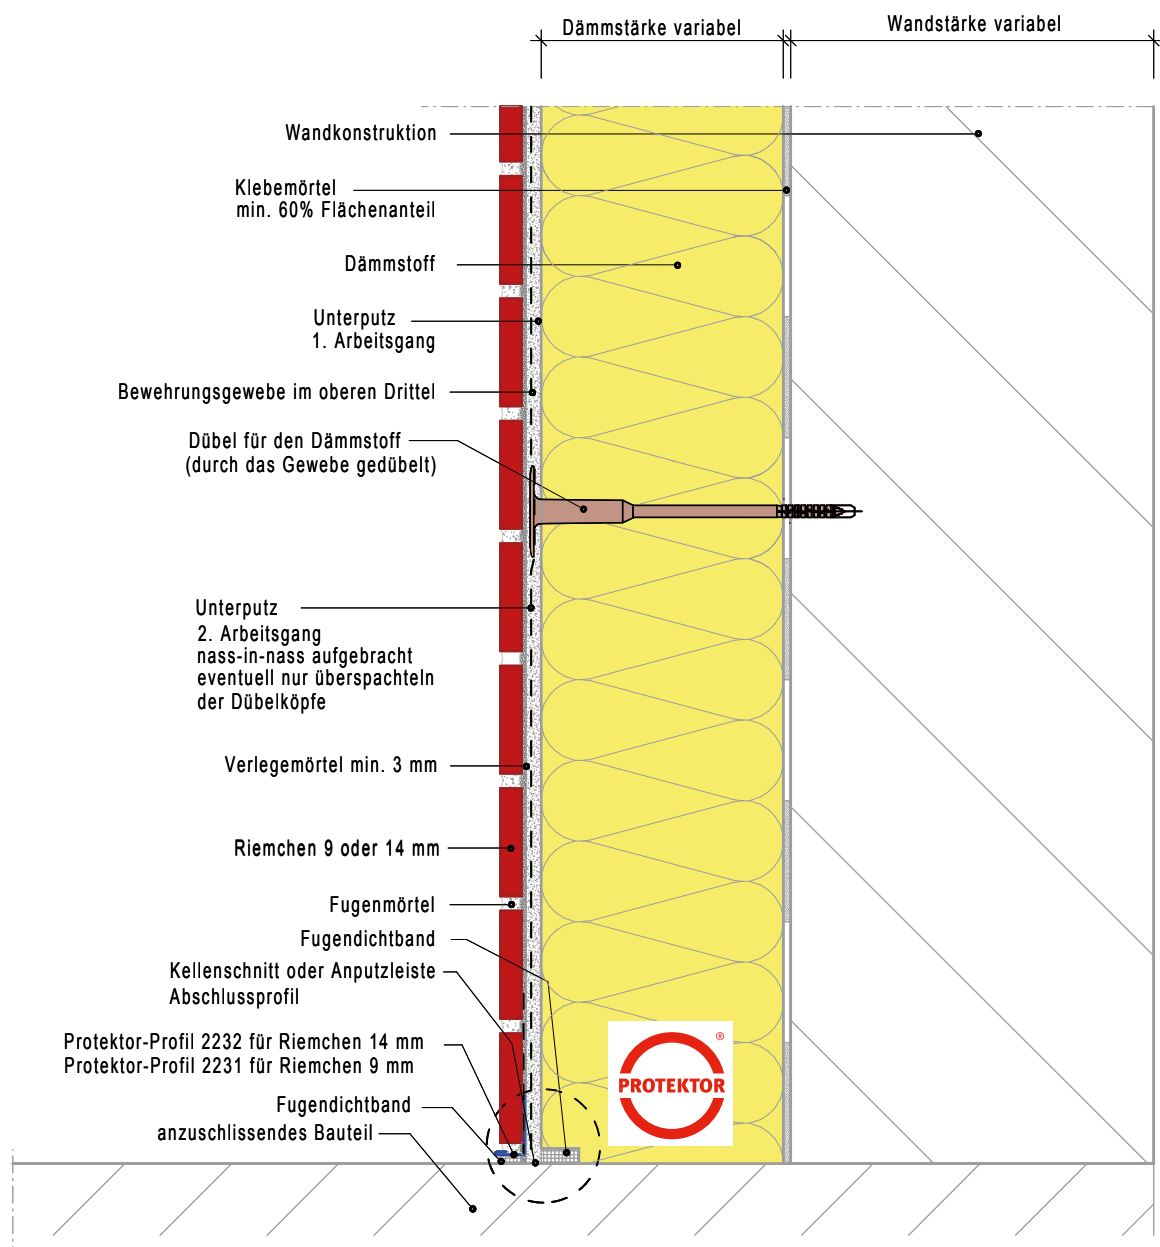 Dämmstärke variabel
Wandstärke variabel
Wandkonstruktion
Klebemörtel
min. 60% Flächenanteil
Dämmstoff
Unterputz
1. Arbeitsgang
Bewehrungsgewebe im oberen Drittel
Dübel für den Dämmstoff
(durch das Gewebe gedübelt)
Unterputz
2. Arbeitsgang
nass-in-nass aufgebracht
eventuell nur überspachteln
der Dübelköpfe
Verlegemörtel min. 3 mm
Riemchen 9 oder 14 mm
Fugenmörtel
Fugendichtband
Kellenschnitt oder Anputzleiste
Abschlussprofil
Protektor-Profil 2232 für Riemchen 14 mm
Protektor-Profil 2231 für Riemchen 9 mm
Fugendichtband
anzuschlissendes Bauteil
PROTEKTOR
®